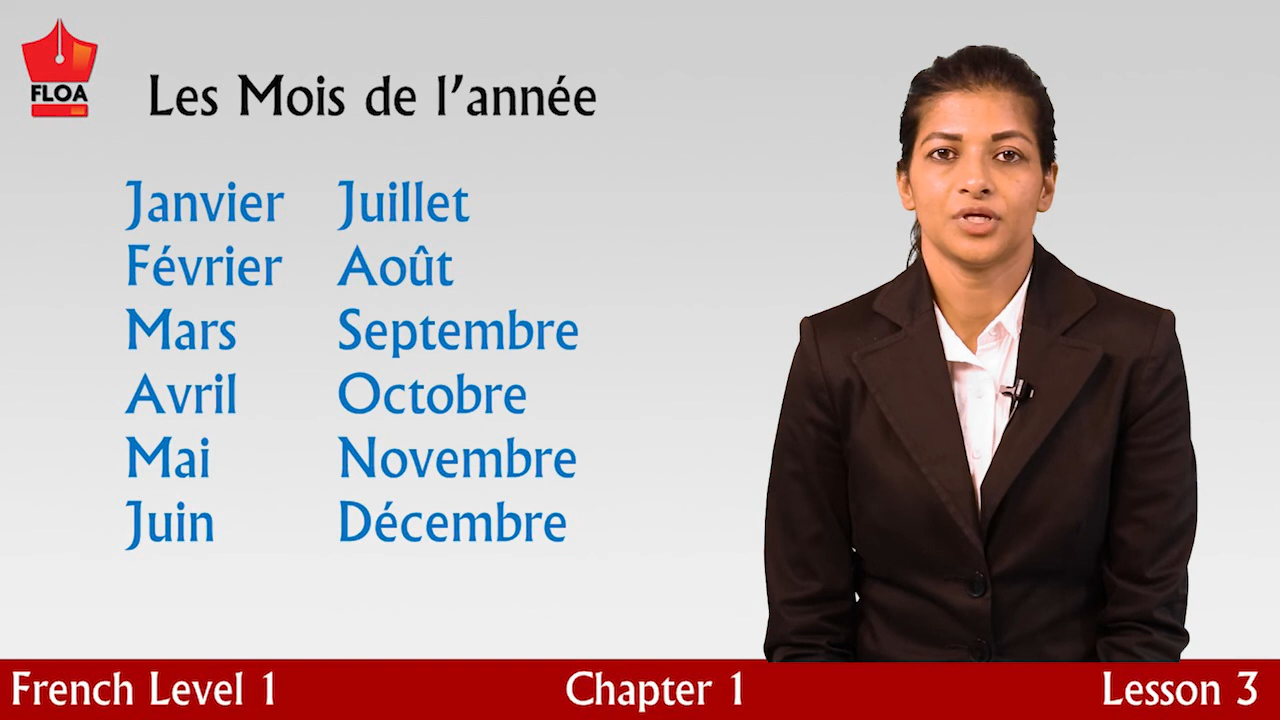 FLOA
Les Mois de l'année
Janvier
Février
Mars
Avril
Mai
Juin
Juillet
Août
Septembre
Octobre
Novembre
Décembre
French Level 1
Chapter 1
Lesson 3